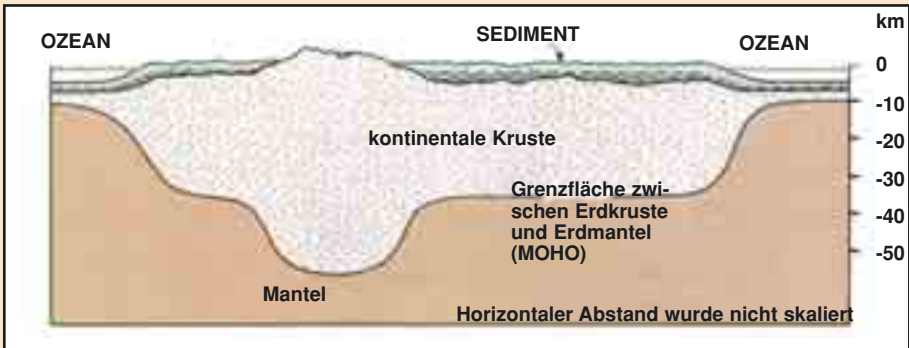 km
OZEAN
SEDIMENT
OZEAN
0
-10
kontinentale Kruste
-20
-30
Grenzfläche zwi-
schen Erdkruste
und Erdmantel
(MOHO)
-40
-50
Mantel
Horizontaler Abstand wurde nicht skaliert